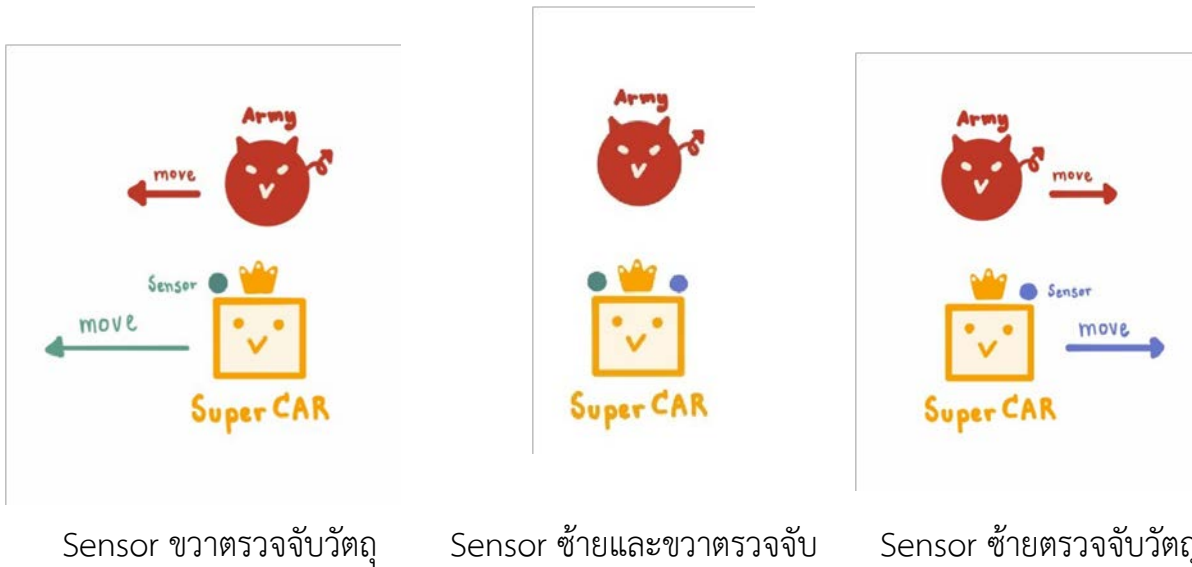 Army
move
Sensor
move
Super CAR
Sensor ขวาตรวจจับวัตถุ
Army
Super CAR
Sensor ซ้ายและขวาตรวจจับ
Army
move
Sensor
move
Super CAR
Sensor ซ้ายตรวจจับวัตถุ